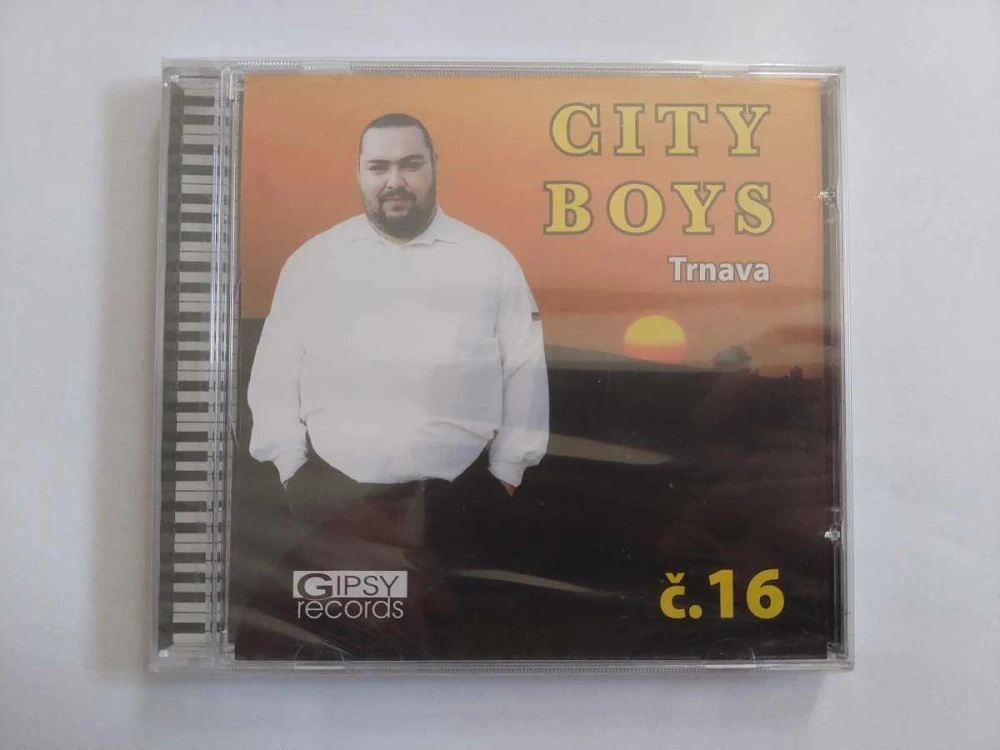 CITY
BOYS
Trnava
GIPSY
records
č.16